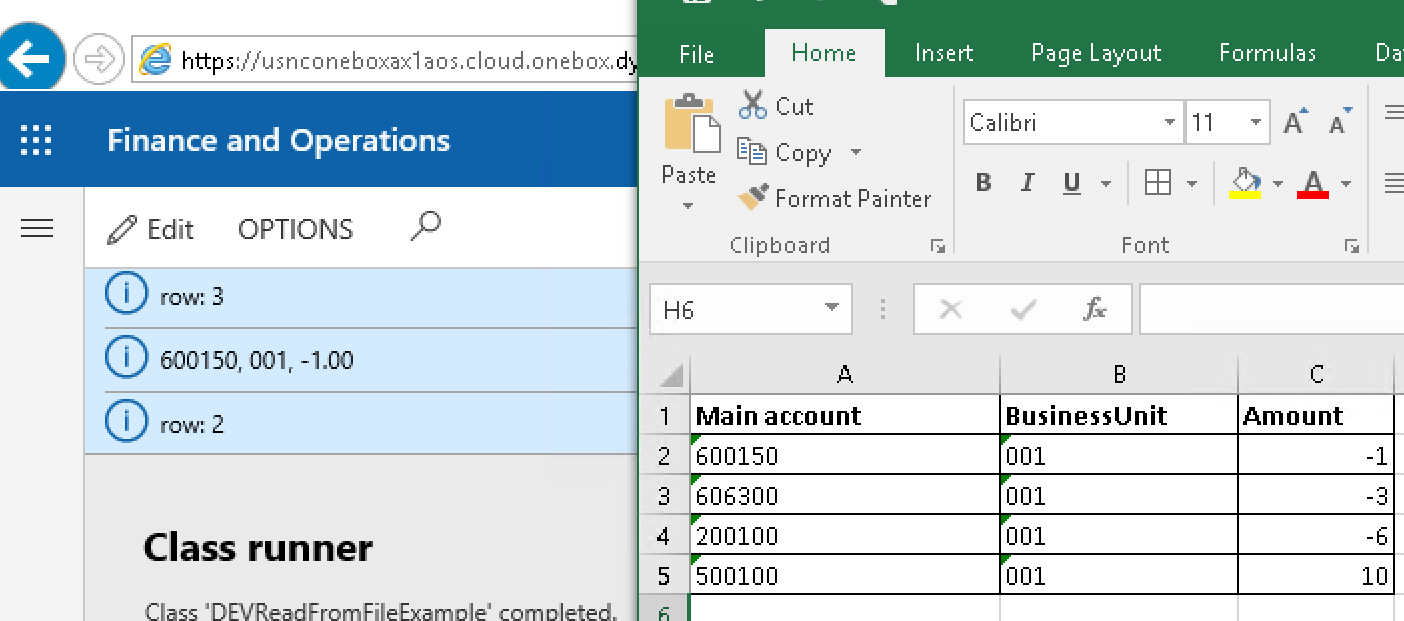 https://usnconeboxax1aos.cloud.onebox.dy
Finance and Operations
Edit OPTIONS
row: 3
600150, 001, -1.00
row: 2
Class runner
Class 'DEVReadFromFileExample' completed.
File Home Insert Page Layout Formulas Da
Cut
Copy
Paste
Format Painter
Clipboard
Calibri 11 A A
B I U A
Font
H6 fx
A B C
1 Main account BusinessUnit Amount
2 600150 001 -1
3 606300 001 -3
4 200100 001 -6
5 500100 001 10
6